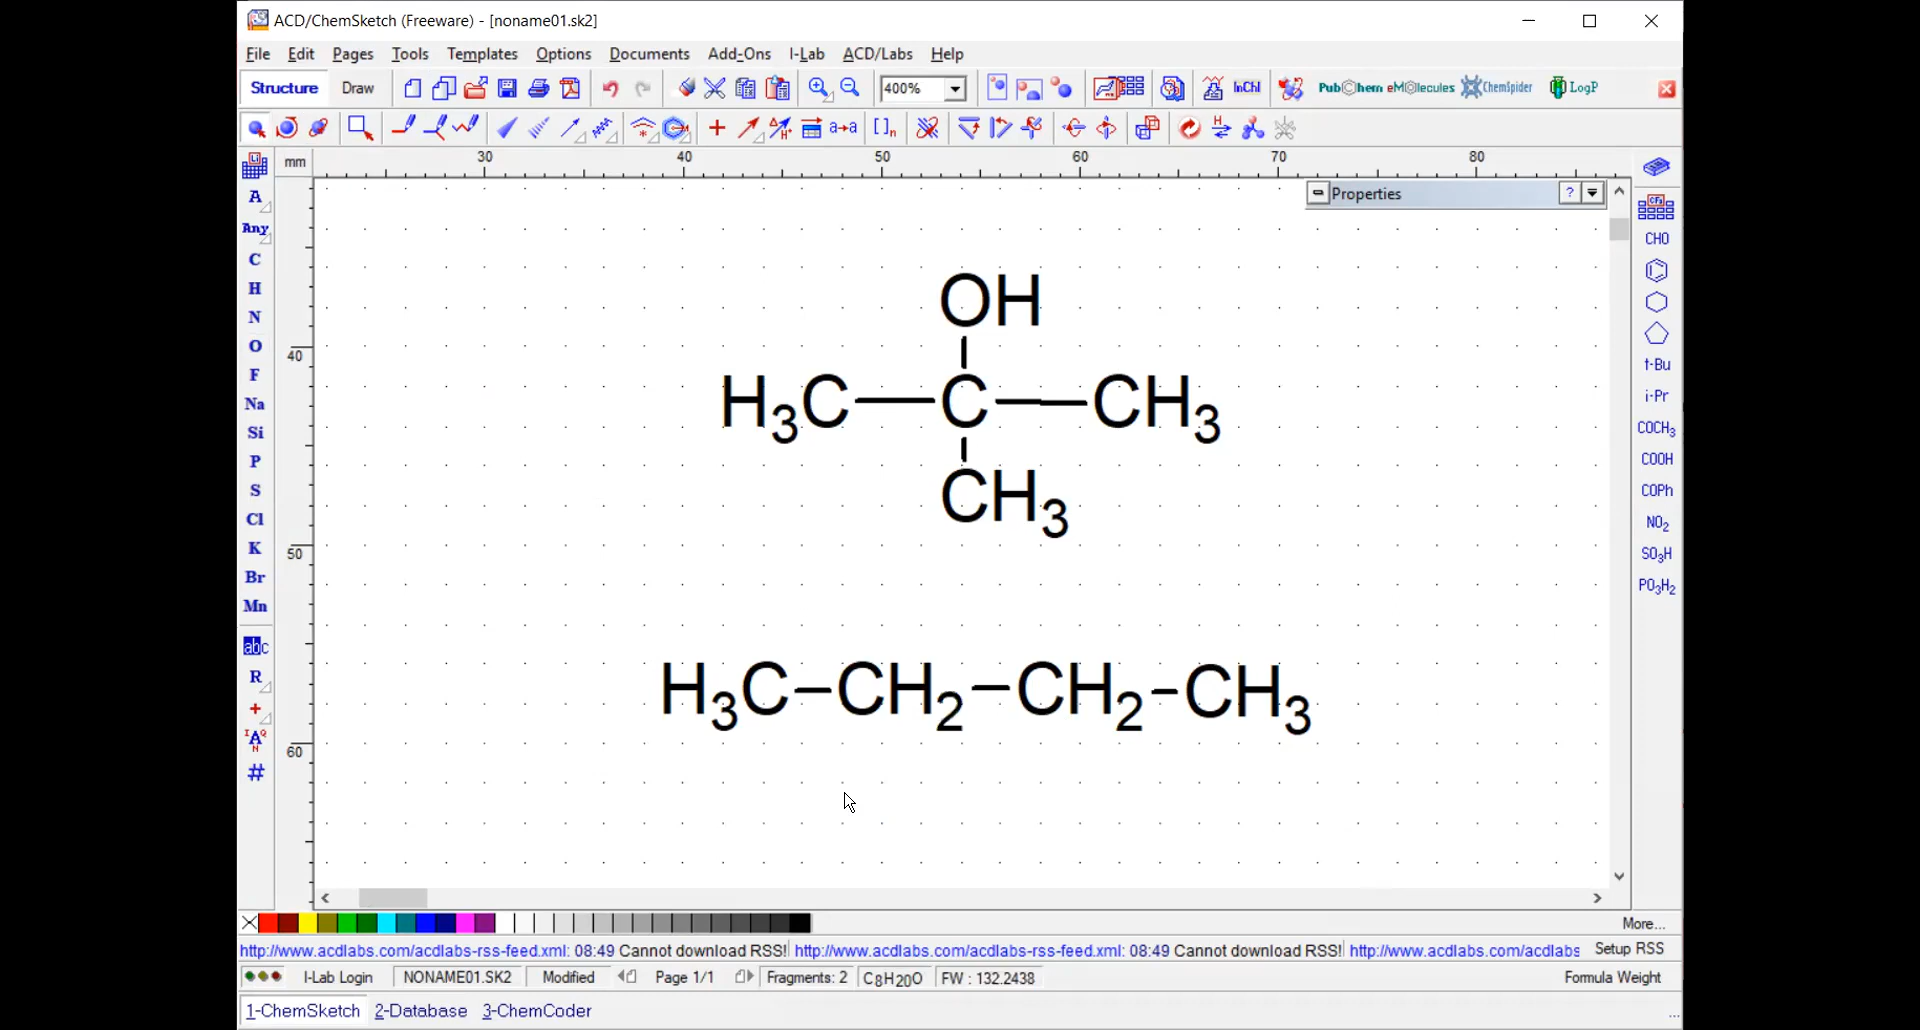 ACD/ChemSketch (Freeware) - [noname01.sk2]
File Edit Pages Tools Templates Options Documents Add-Ons I-Lab ACD/Labs Help
Structure Draw 400% InChI PubChem eMolecules ChemSpider LogP
mm 30 40 50 60 70 80
Properties ?
A
Any
C
H
N
O
F
Na
Si
P
S
Cl
K
Br
Mn
abc
R
#
40
50
60
OH
H3C C CH3
CH3
H3C CH2 CH2 CH3
CHO
t-Bu
i-Pr
COCH3
COOH
COPh
NO2
SO3H
PO3H2
More...
http://www.acdlabs.com/acdlabs-rss-feed.xml: 08:49 Cannot download RSS! http://www.acdlabs.com/acdlabs-rss-feed.xml: 08:49 Cannot download RSS! http://www.acdlabs.com/acdlabs Setup RSS
I-Lab Login NONAME01.SK2 Modified Page 1/1 Fragments: 2 C8H20O FW : 132.2438 Formula Weight
1-ChemSketch 2-Database 3-ChemCoder ...